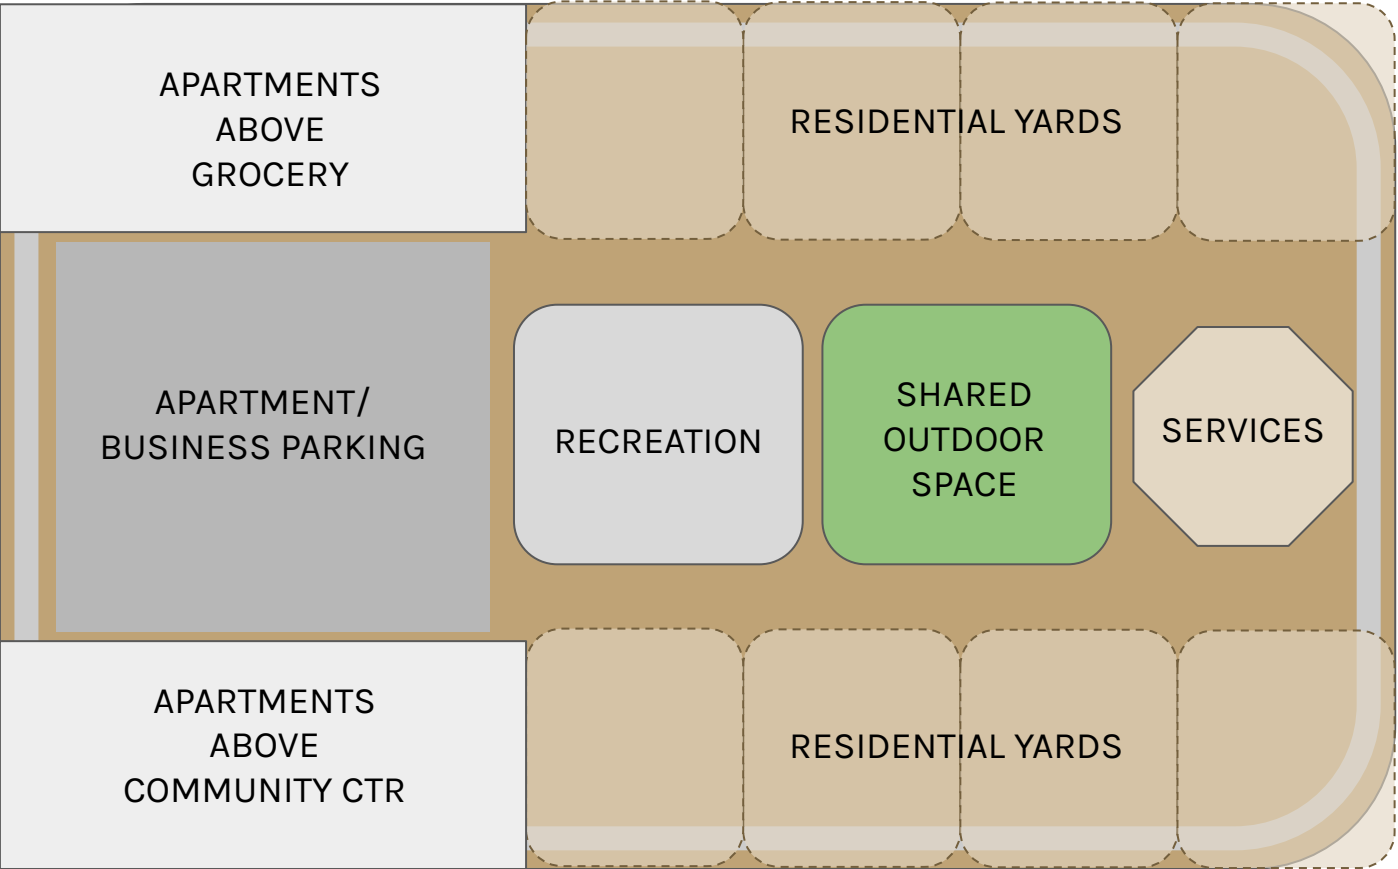 APARTMENTS
ABOVE
GROCERY
RESIDENTIAL YARDS
APARTMENT/
BUSINESS PARKING
RECREATION
SHARED
OUTDOOR
SPACE
SERVICES
APARTMENTS
ABOVE
COMMUNITY CTR
RESIDENTIAL YARDS